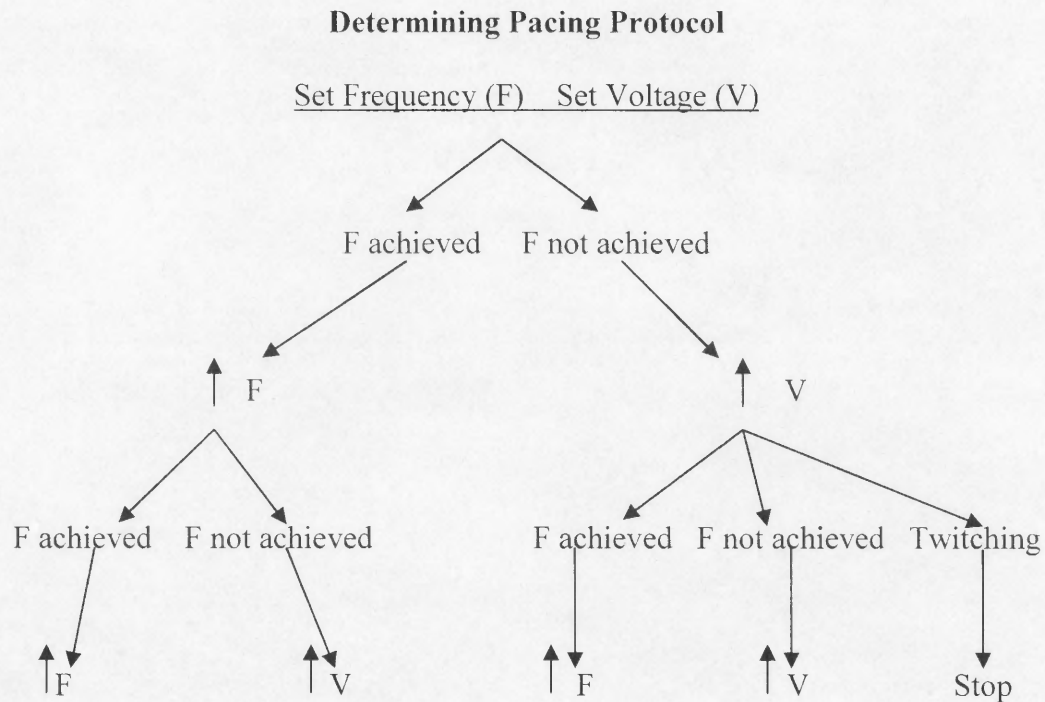 Determining Pacing Protocol
Set Frequency (F) Set Voltage (V)
F achieved F not achieved
F V
F achieved F not achieved F achieved F not achieved Twitching
F V F V Stop